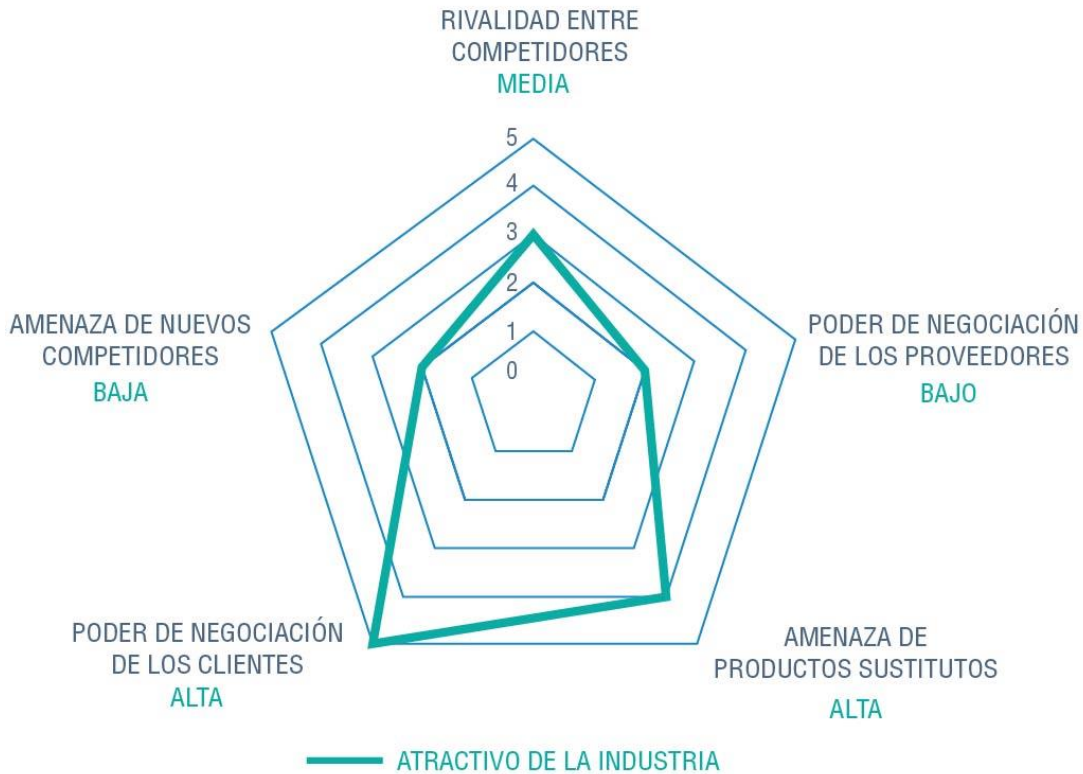 RIVALIDAD ENTRE
COMPETIDORES
MEDIA
5
4
3
2
1
0
AMENAZA DE NUEVOS
COMPETIDORES
BAJA
PODER DE NEGOCIACIÓN
DE LOS PROVEEDORES
BAJO
PODER DE NEGOCIACIÓN
DE LOS CLIENTES
ALTA
AMENAZA DE
PRODUCTOS SUSTITUTOS
ALTA
ATRACTIVO DE LA INDUSTRIA